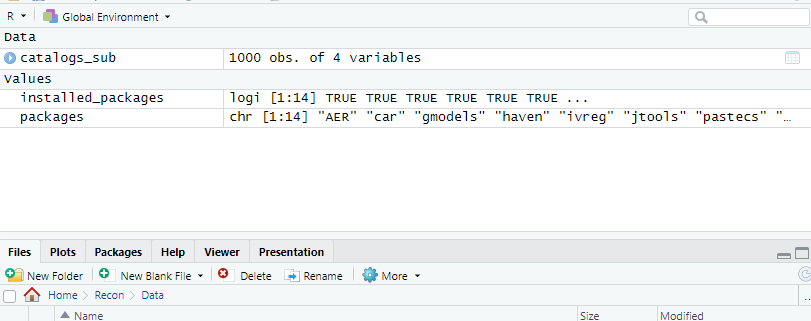 R Global Environment
Data
catalogs_sub 1000 obs. of 4 variables
values
installed_packages logi [1:14] TRUE TRUE TRUE TRUE TRUE TRUE ...
packages chr [1:14] "AER" "car" "gmodels" "haven" "ivreg" "jtools" "pastecs" "…
Files Plots Packages Help Viewer Presentation
New Folder New Blank File Delete Rename More
Home Recon Data
Name Size Modified